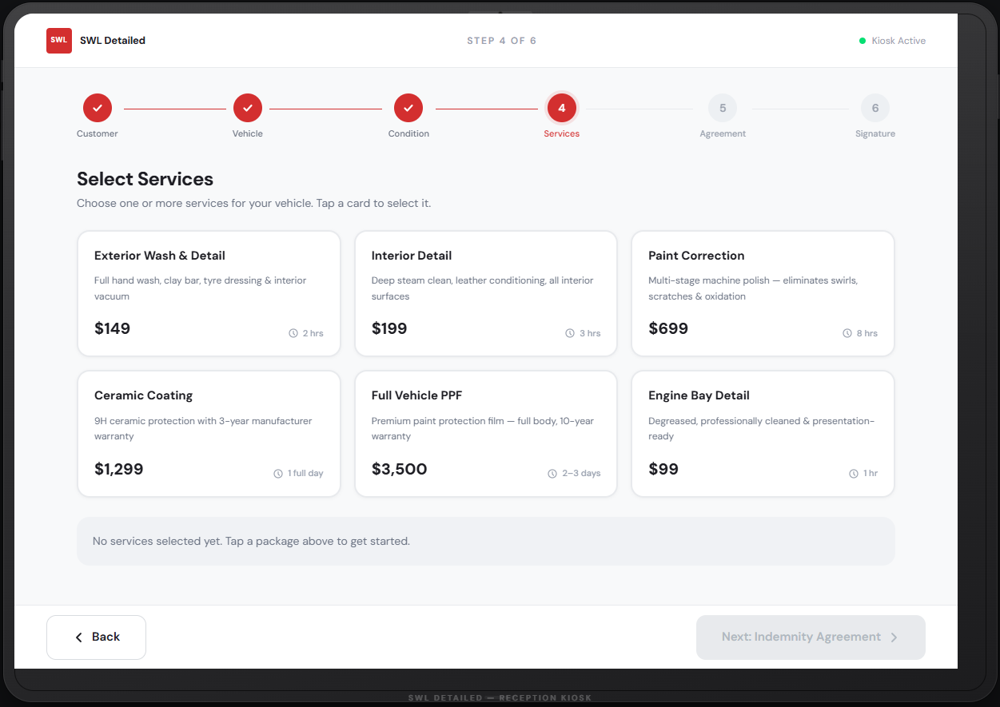 SWL
SWL Detailed
STEP 4 OF 6
Kiosk Active
4
5
6
Customer
Vehicle
Condition
Services
Agreement
Signature
Select Services
Choose one or more services for your vehicle. Tap a card to select it.
Exterior Wash & Detail
Full hand wash, clay bar, tyre dressing & interior
vacuum
$149
2 hrs
Interior Detail
Deep steam clean, leather conditioning, all interior
surfaces
$199
3 hrs
Paint Correction
Multi-stage machine polish — eliminates swirls,
scratches & oxidation
$699
8 hrs
Ceramic Coating
9H ceramic protection with 3-year manufacturer
warranty
$1,299
1 full day
Full Vehicle PPF
Premium paint protection film — full body, 10-year
warranty
$3,500
2–3 days
Engine Bay Detail
Degreased, professionally cleaned & presentation-
ready
$99
1 hr
No services selected yet. Tap a package above to get started.
Back
Next: Indemnity Agreement
SWL DETAILED — RECEPTION KIOSK